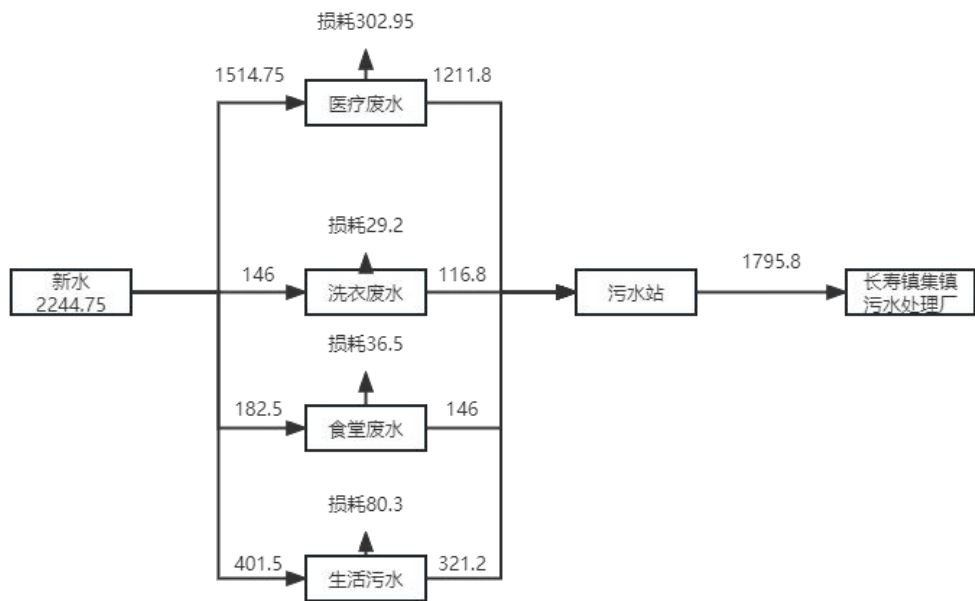 损耗302.95
1514.75
医疗废水
1211.8
损耗29.2
新水
2244.75
146
洗衣废水
116.8
污水站
1795.8
长寿镇集镇
污水处理厂
损耗36.5
182.5
食堂废水
146
损耗80.3
401.5
生活污水
321.2